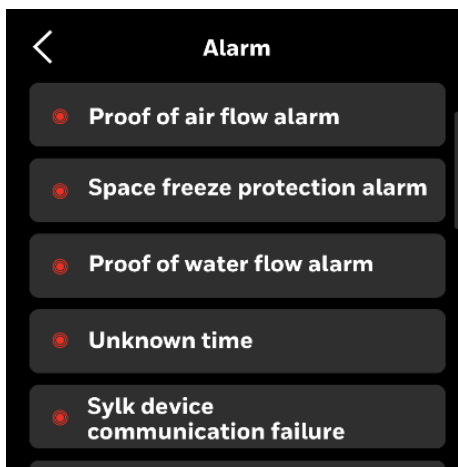 Alarm
Proof of air flow alarm
Space freeze protection alarm
Proof of water flow alarm
Unknown time
Sylk device
communication failure